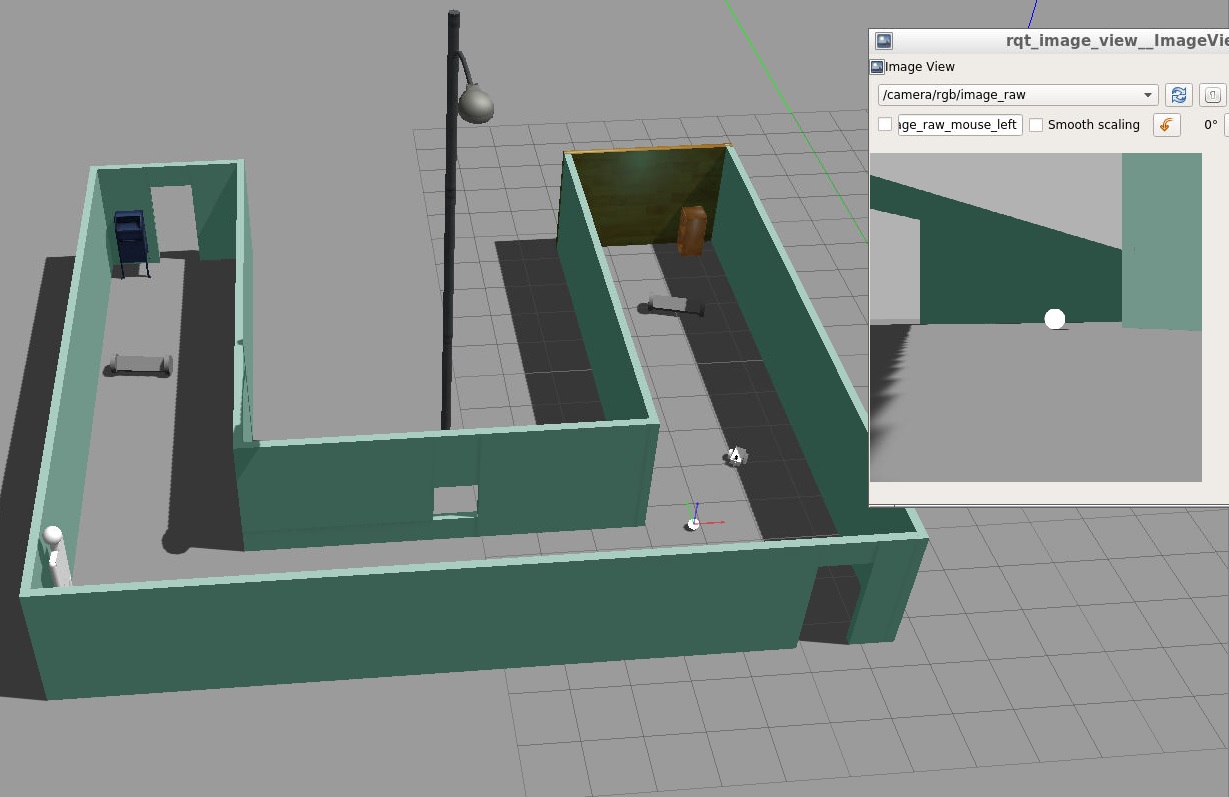 rqt_image_view__ImageVie
Image View
/camera/rgb/image_raw
age_raw_mouse_left
Smooth scaling
0°